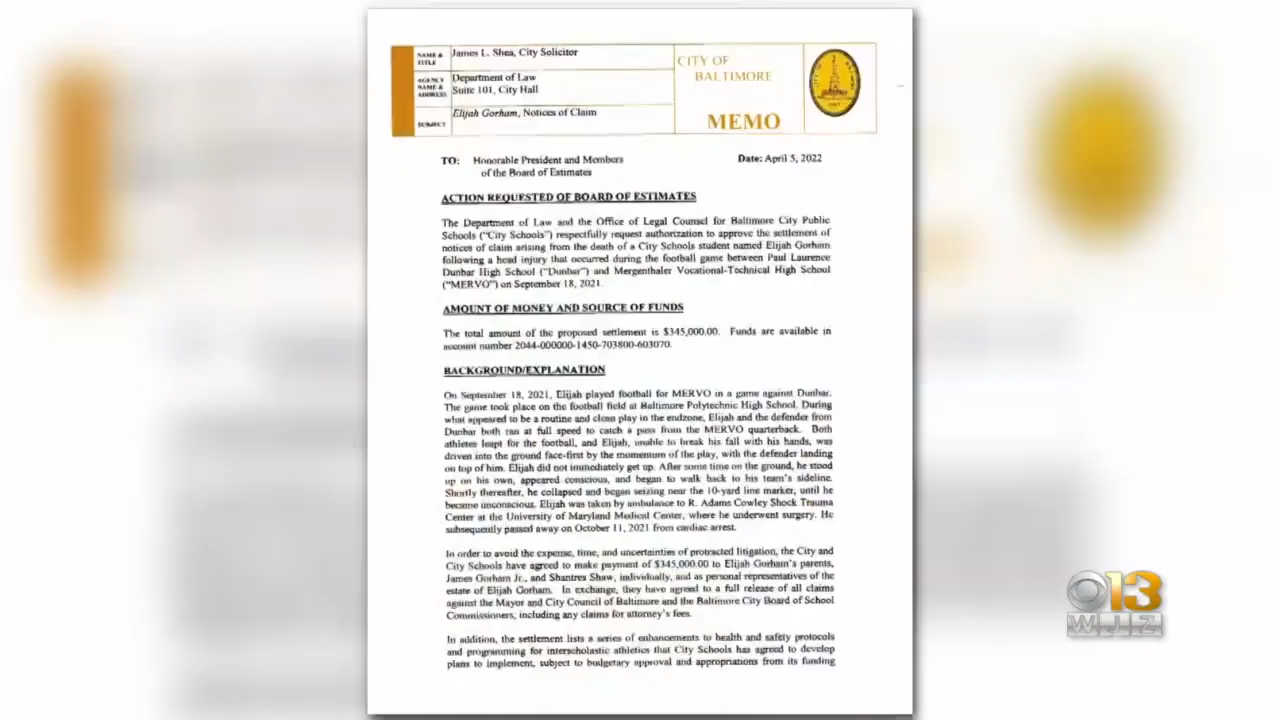 NAME & TITLE
James L. Shea, City Solicitor
AGENCY NAME & ADDRESS
Department of Law
Suite 101, City Hall
SUBJECT
Elijah Gorham, Notices of Claim
CITY OF
BALTIMORE
MEMO
CITY OF BALTIMORE
1797
TO: Honorable President and Members
of the Board of Estimates
Date: April 5, 2022
ACTION REQUESTED OF BOARD OF ESTIMATES
The Department of Law and the Office of Legal Counsel for Baltimore City Public
Schools ("City Schools") respectfully request authorization to approve the settlement of
notices of claim arising from the death of a City Schools student named Elijah Gorham
following a head injury that occurred during the football game between Paul Laurence
Dunbar High School ("Dunbar") and Mergenthaler Vocational-Technical High School
("MERVO") on September 18, 2021.
AMOUNT OF MONEY AND SOURCE OF FUNDS
The total amount of the proposed settlement is $345,000.00. Funds are available in
account number 2044-000000-1450-703800-603070.
BACKGROUND/EXPLANATION
On September 18, 2021, Elijah played football for MERVO in a game against Dunbar.
The game took place on the football field at Baltimore Polytechnic High School. During
what appeared to be a routine and clean play in the endzone, Elijah and the defender from
Dunbar both ran at full speed to catch a pass from the MERVO quarterback. Both
athletes leapt for the football, and Elijah, unable to break his fall with his hands, was
driven into the ground face-first by the momentum of the play, with the defender landing
on top of him. Elijah did not immediately get up. After some time on the ground, he stood
up on his own, appeared conscious, and began to walk back to his team's sideline.
Shortly thereafter, he collapsed and began seizing near the 10-yard line marker, until he
became unconscious. Elijah was taken by ambulance to R. Adams Cowley Shock Trauma
Center at the University of Maryland Medical Center, where he underwent surgery. He
subsequently passed away on October 11, 2021 from cardiac arrest.
In order to avoid the expense, time, and uncertainties of protracted litigation, the City and
City Schools have agreed to make payment of $345,000.00 to Elijah Gorham's parents,
James Gorham Jr., and Shantres Shaw, individually, and as personal representatives of the
estate of Elijah Gorham. In exchange, they have agreed to a full release of all claims
against the Mayor and City Council of Baltimore and the Baltimore City Board of School
Commissioners, including any claims for attorney's fees.
In addition, the settlement lists a series of enhancements to health and safety protocols
and programming for interscholastic athletics that City Schools has agreed to develop
plans to implement, subject to budgetary approval and appropriations from its funding
13
WJZ